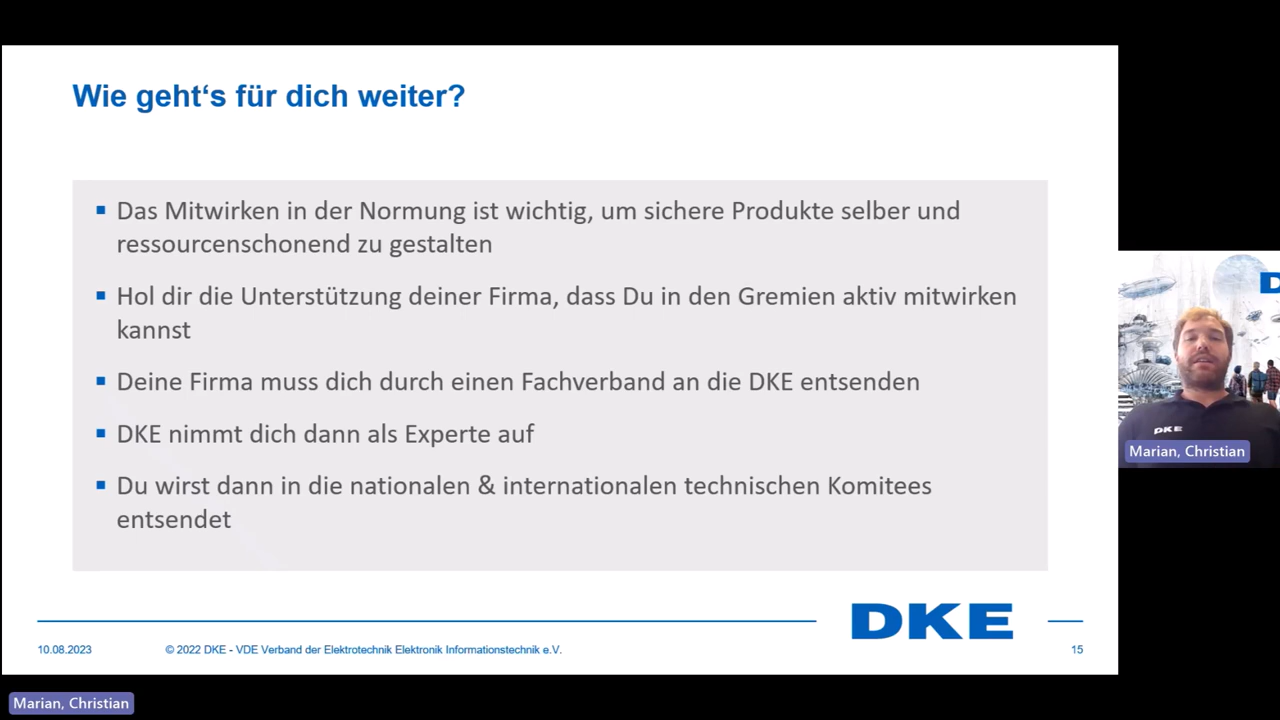 Wie geht‘s für dich weiter?
▪ Das Mitwirken in der Normung ist wichtig, um sichere Produkte selber und
ressourcenschonend zu gestalten
▪ Hol dir die Unterstützung deiner Firma, dass Du in den Gremien aktiv mitwirken
kannst
▪ Deine Firma muss dich durch einen Fachverband an die DKE entsenden
▪ DKE nimmt dich dann als Experte auf
▪ Du wirst dann in die nationalen & internationalen technischen Komitees
entsendet
DKE
10.08.2023 © 2022 DKE - VDE Verband der Elektrotechnik Elektronik Informationstechnik e.V. 15
D
DKE
Marian, Christian
Marian, Christian